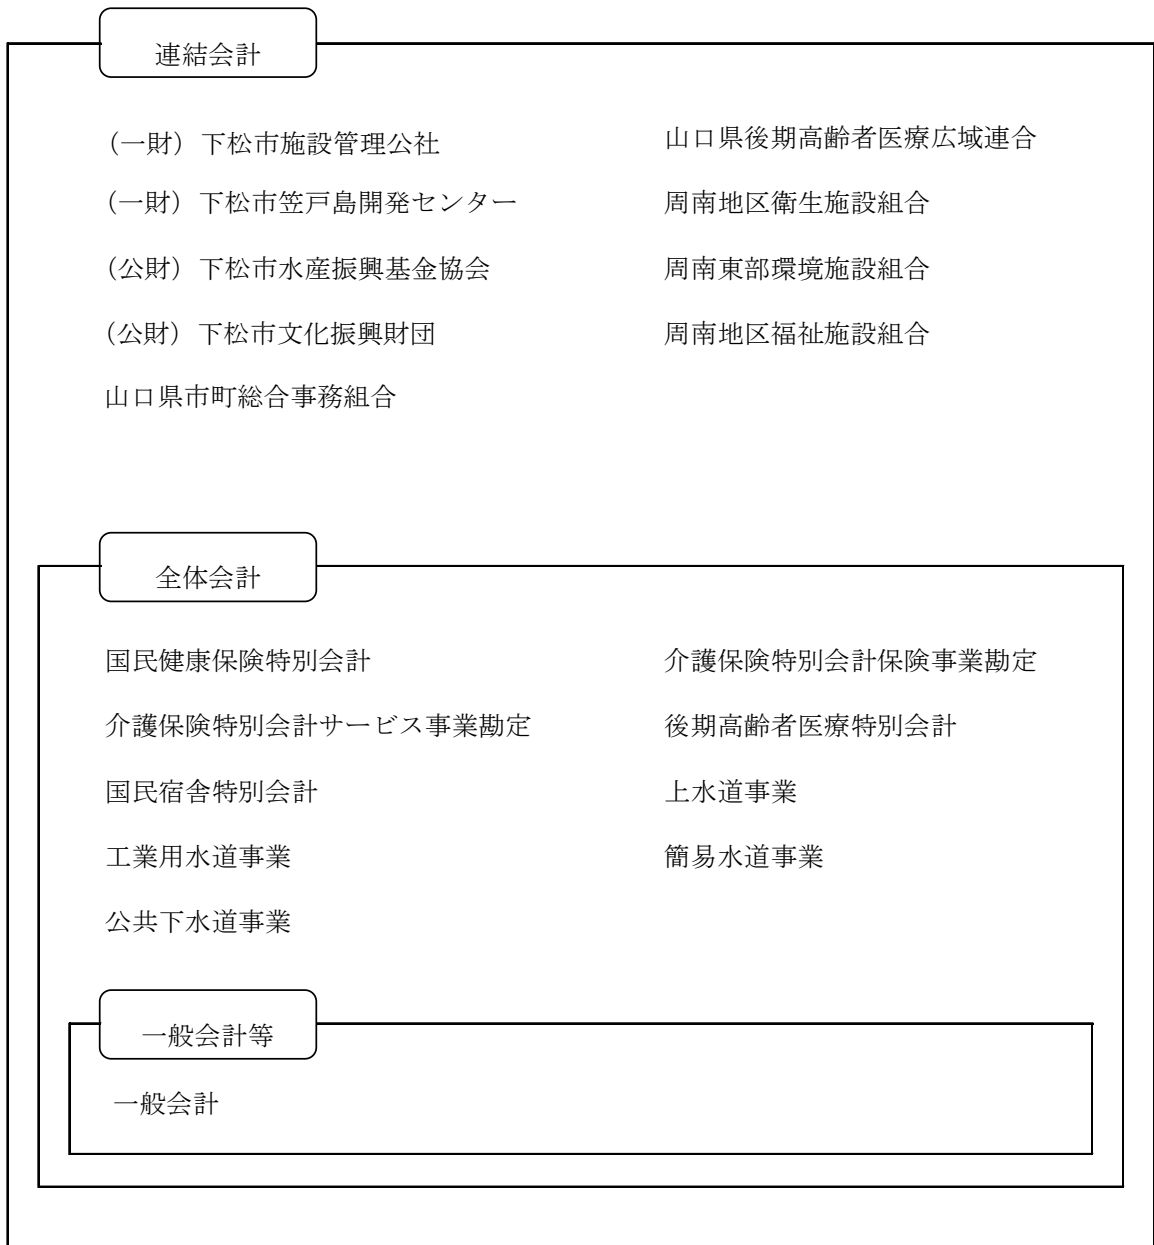 連結会計
（一財）下松市施設管理公社
山口県後期高齢者医療広域連合
（一財）下松市笠戸島開発センター
周南地区衛生施設組合
（公財）下松市水産振興基金協会
周南東部環境施設組合
（公財）下松市文化振興財団
周南地区福祉施設組合
山口県市町総合事務組合
全体会計
国民健康保険特別会計
介護保険特別会計保険事業勘定
介護保険特別会計サービス事業勘定
後期高齢者医療特別会計
国民宿舎特別会計
上水道事業
工業用水道事業
簡易水道事業
公共下水道事業
一般会計等
一般会計